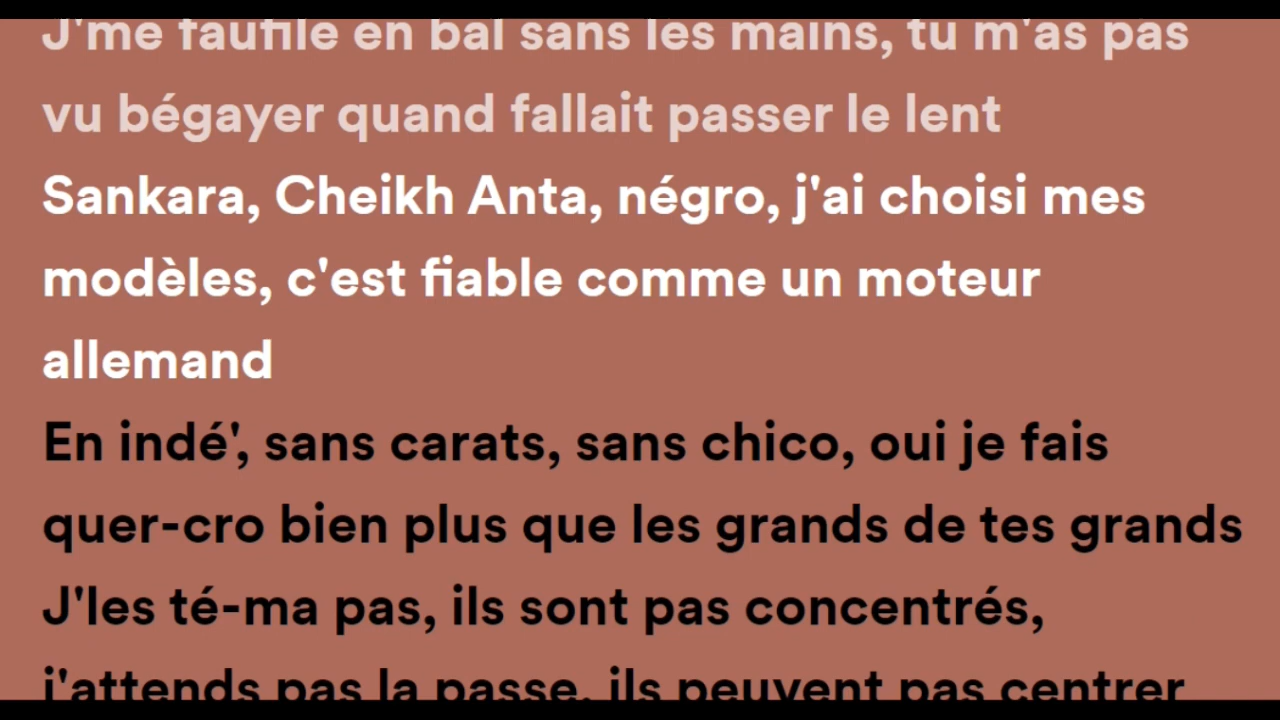 J'me faufile en bal sans les mains, tu m'as pas
vu bégayer quand fallait passer le lent
Sankara, Cheikh Anta, négro, j'ai choisi mes
modèles, c'est fiable comme un moteur
allemand
En indé', sans carats, sans chico, oui je fais
quer-cro bien plus que les grands de tes grands
J'les té-ma pas, ils sont pas concentrés,
j'attends pas la passe, ils peuvent pas centrer